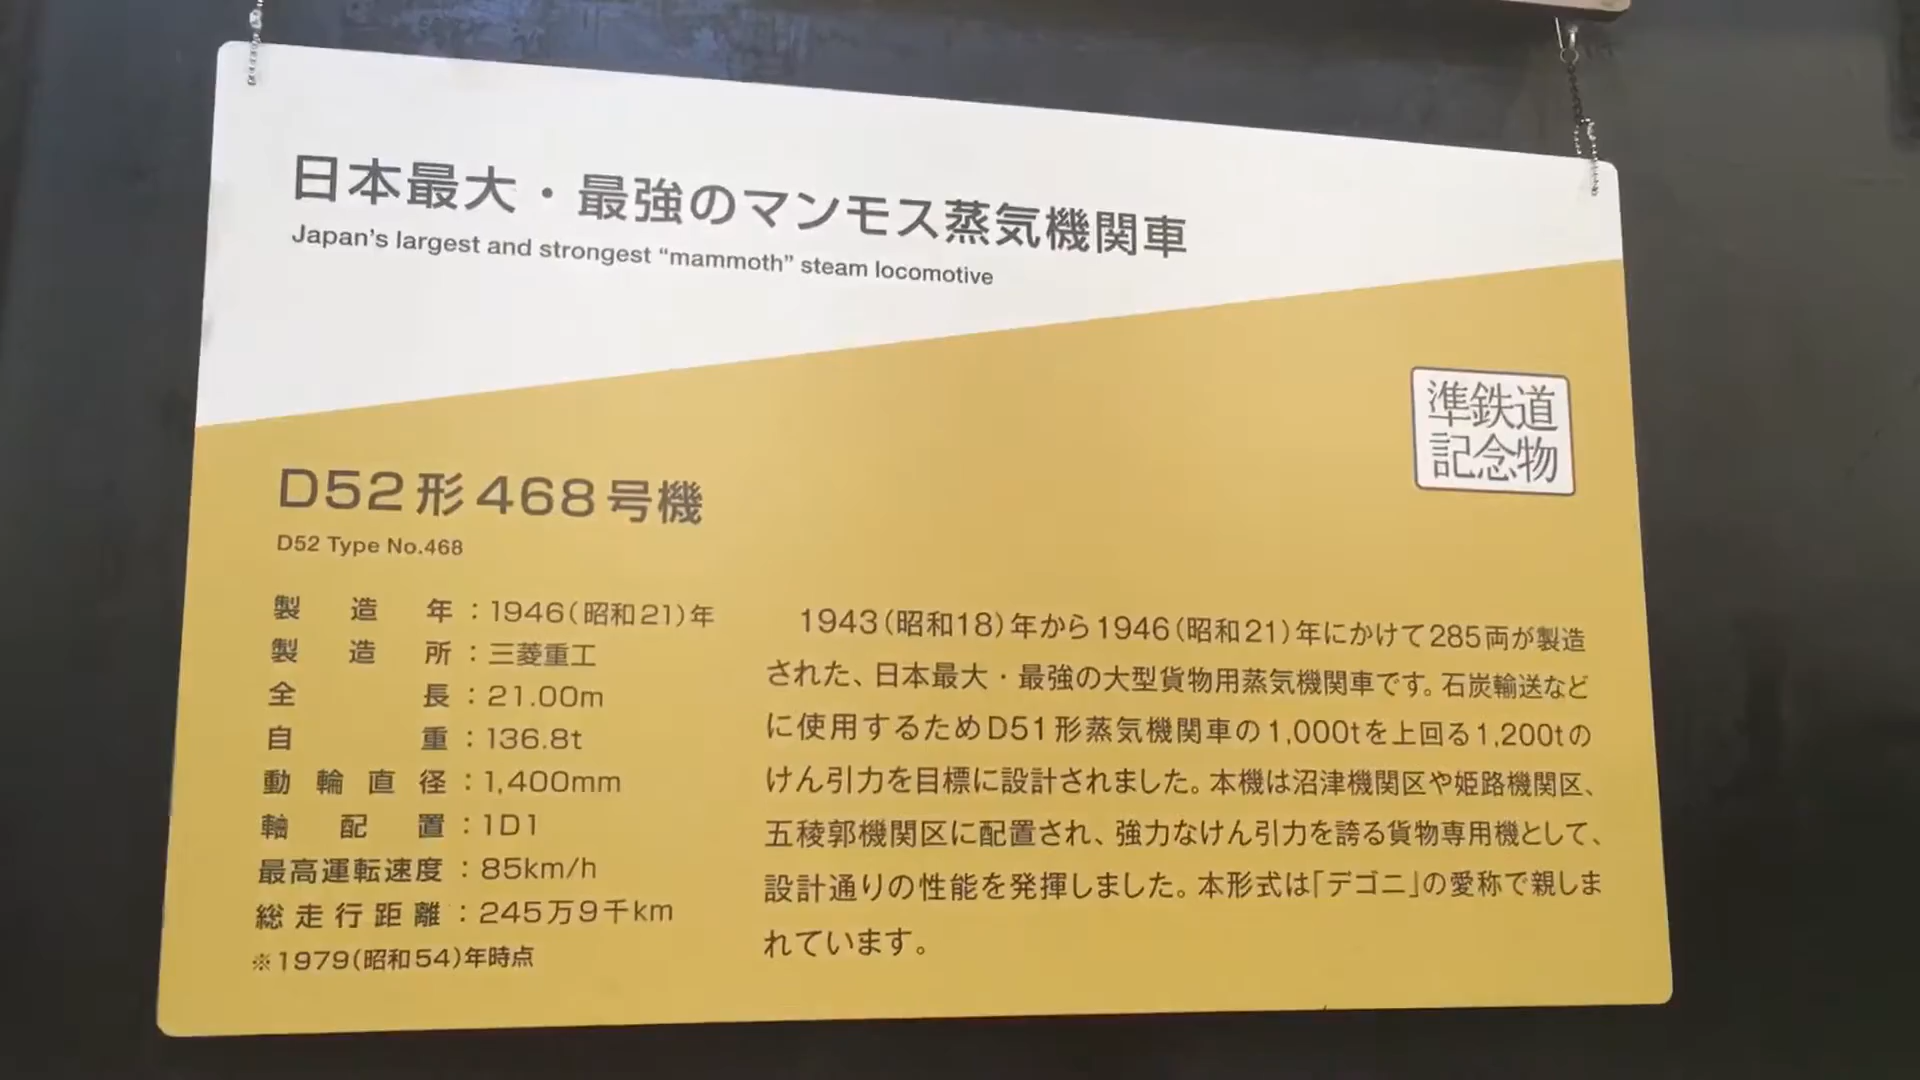 日本最大・最強のマンモス蒸気機関車
Japan's largest and strongest “mammoth” steam locomotive
準鉄道
記念物
D52形468号機
D52 Type No.468
製造年：1946（昭和21）年
製造所：三菱重工
全長：21.00m
自重：136.8t
動輪直径：1,400mm
軸配置：1D1
最高運転速度：85km/h
総走行距離：245万9千km
※1979（昭和54）年時点
1943（昭和18）年から1946（昭和21）年にかけて285両が製造
された、日本最大・最強の大型貨物用蒸気機関車です。石炭輸送など
に使用するためD51形蒸気機関車の1,000tを上回る1,200tの
けん引力を目標に設計されました。本機は沼津機関区や姫路機関区、
五稜郭機関区に配置され、強力なけん引力を誇る貨物専用機として、
設計通りの性能を発揮しました。本形式は「デゴニ」の愛称で親しま
れています。